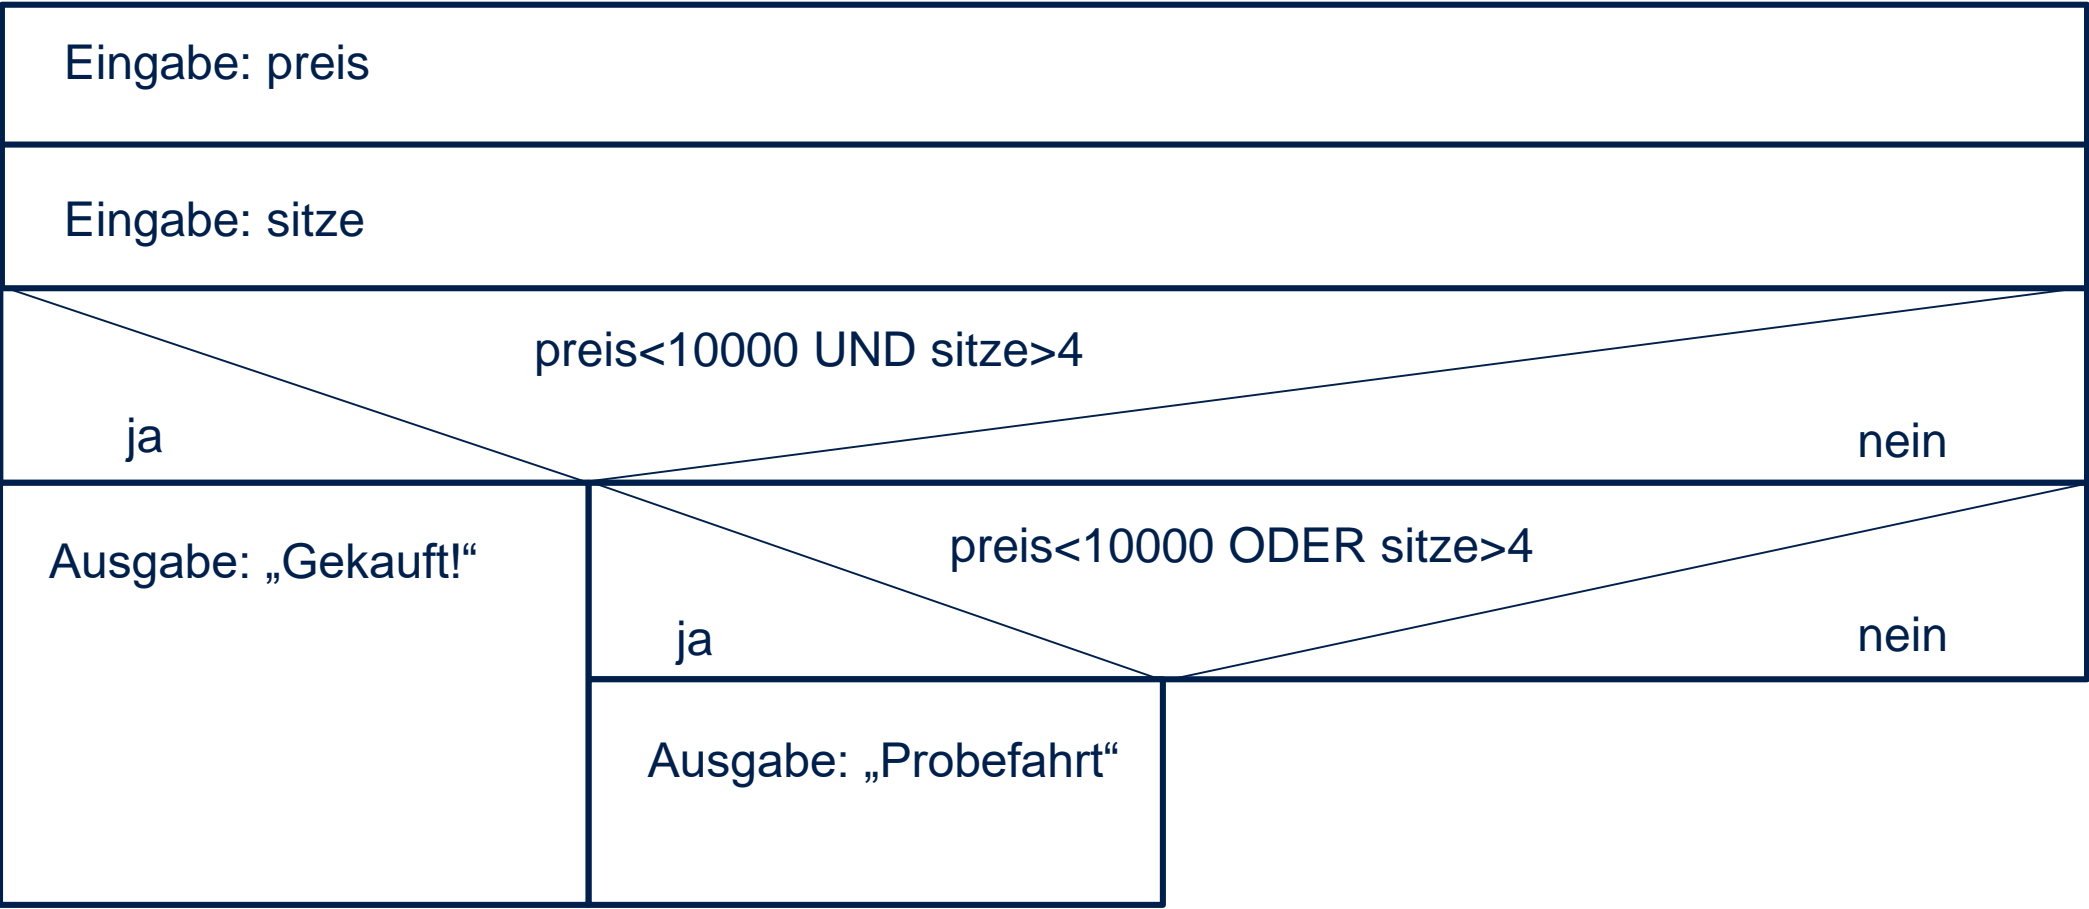 Eingabe: preis
Eingabe: sitze
preis<10000 UND sitze>4
ja
nein
Ausgabe: „Gekauft!“
preis<10000 ODER sitze>4
ja
nein
Ausgabe: „Probefahrt“